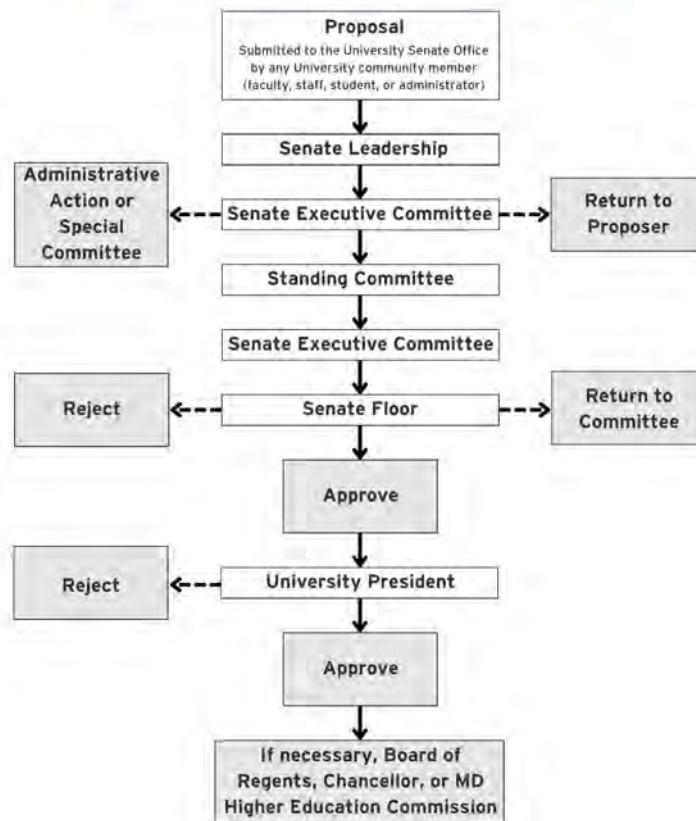 Proposal
Submitted to the University Senate Office
by any University community member
(faculty, staff, student, or administrator)
Senate Leadership
Administrative
Action or
Special
Committee
Senate Executive Committee
Return to
Proposer
Standing Committee
Senate Executive Committee
Reject
Senate Floor
Return to
Committee
Approve
Reject
University President
Approve
If necessary, Board of
Regents, Chancellor, or MD
Higher Education Commission